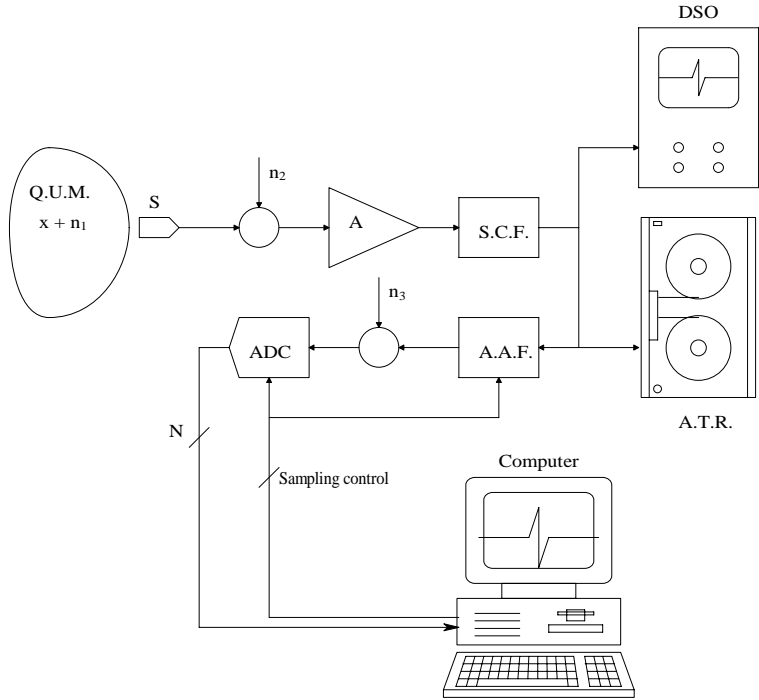 DSO
Q.U.M.
x + n₁
S
n₂
A
S.C.F.
n₃
ADC
A.A.F.
A.T.R.
N
Sampling control
Computer